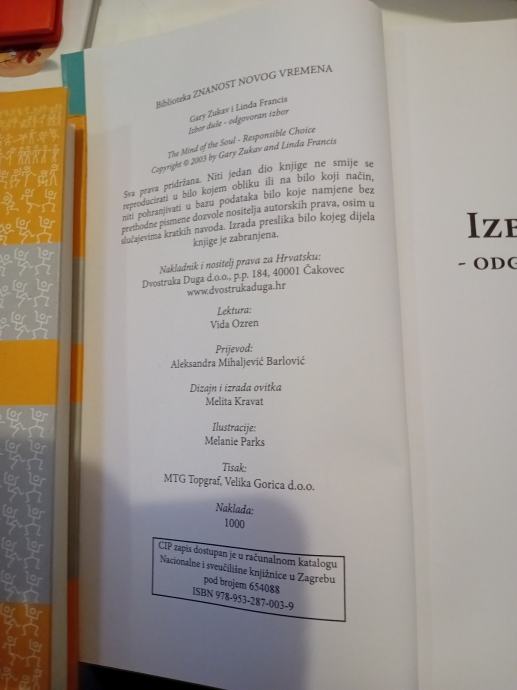 Biblioteka ZNANOST NOVOG VREMENA
Gary Zukav i Linda Francis
Izbor duše - odgovoran izbor
The Mind of the Soul - Responsible Choice
Copyright © 2003 by Gary Zukav and Linda Francis
Sva prava pridržana. Niti jedan dio knjige ne smije se
reproducirati u bilo kojem obliku ili na bilo koji način,
niti pohranjivati u bazu podataka bilo koje namjene bez
prethodne pismene dozvole nositelja autorskih prava, osim u
slučajevima kratkih navoda. Izrada preslika bilo kojeg dijela
knjige je zabranjena.
Nakladnik i nositelj prava za Hrvatsku:
Dvostruka Duga d.o.o., p.p. 184, 40001 Čakovec
www.dvostrukaduga.hr
Lektura:
Vida Ozren
Prijevod:
Aleksandra Mihaljević Barlović
Dizajn i izrada ovitka
Melita Kravat
Ilustracije:
Melanie Parks
Tisak:
MTG Topgraf, Velika Gorica d.o.o.
Naklada:
1000
CIP zapis dostupan je u računalnom katalogu
Nacionalne i sveučilišne knjižnice u Zagrebu
pod brojem 654088
ISBN 978-953-287-003-9
IZB
- ODG